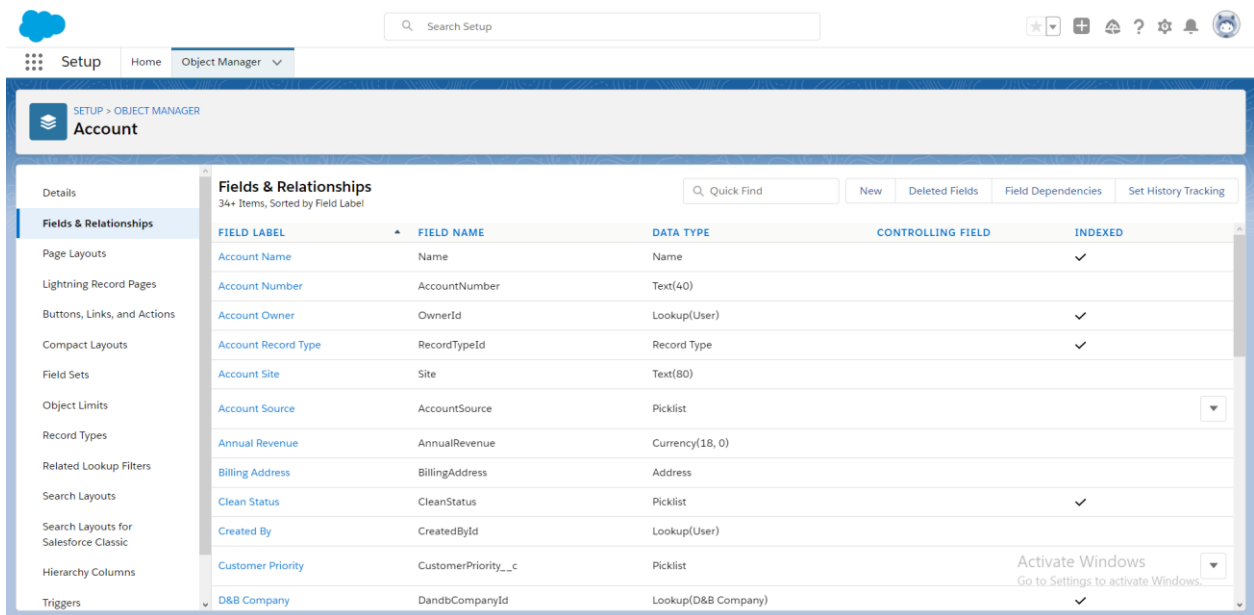 Search Setup
Setup Home Object Manager
SETUP > OBJECT MANAGER
Account
Details
Fields & Relationships
Page Layouts
Lightning Record Pages
Buttons, Links, and Actions
Compact Layouts
Field Sets
Object Limits
Record Types
Related Lookup Filters
Search Layouts
Search Layouts for
Salesforce Classic
Hierarchy Columns
Triggers
Fields & Relationships
34+ Items, Sorted by Field Label
Quick Find New Deleted Fields Field Dependencies Set History Tracking
FIELD LABEL FIELD NAME DATA TYPE CONTROLLING FIELD INDEXED
Account Name Name Name
Account Number AccountNumber Text(40)
Account Owner OwnerId Lookup(User)
Account Record Type RecordTypeId Record Type
Account Site Site Text(80)
Account Source AccountSource Picklist
Annual Revenue AnnualRevenue Currency(18, 0)
Billing Address BillingAddress Address
Clean Status CleanStatus Picklist
Created By CreatedById Lookup(User)
Customer Priority CustomerPriority__c Picklist
D&B Company DandbCompanyId Lookup(D&B Company)
Activate Windows
Go to Settings to activate Windows.